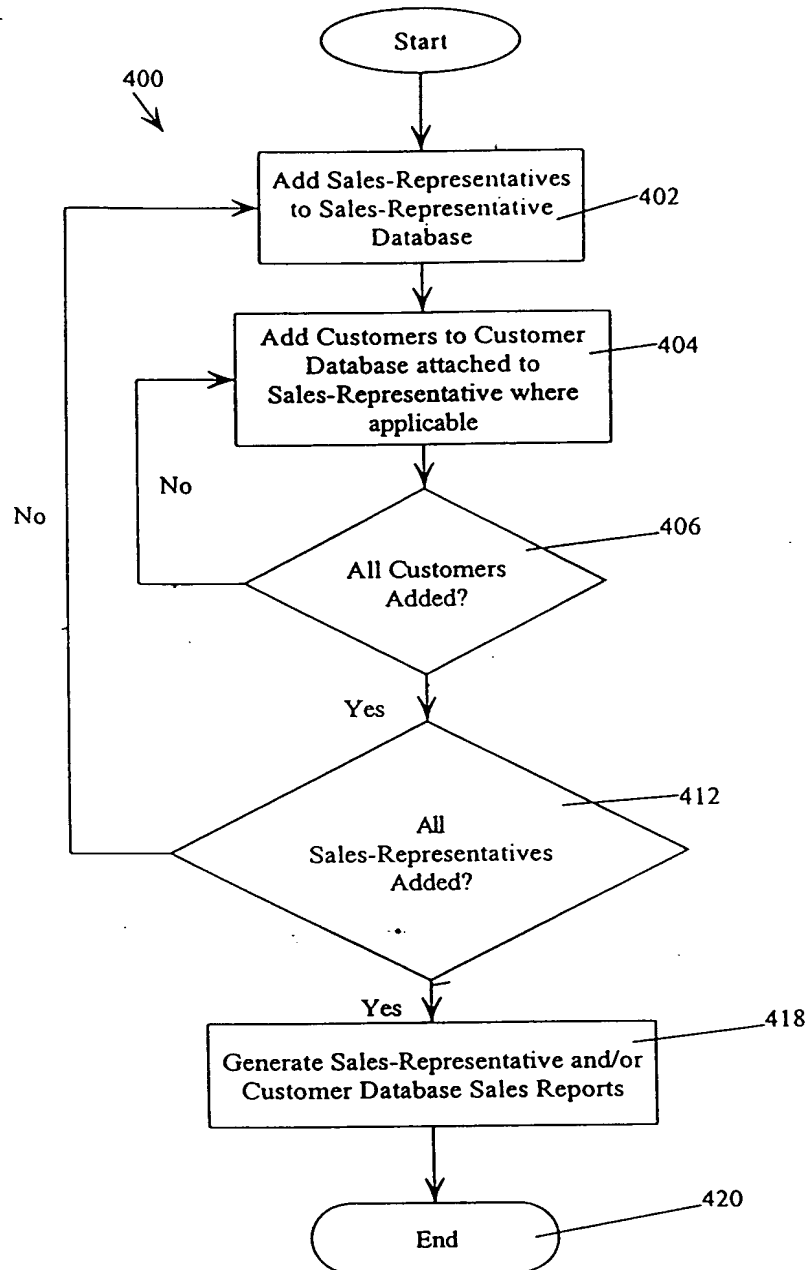 Start
400
Add Sales-Representatives
to Sales-Representative
Database
402
Add Customers to Customer
Database attached to
Sales-Representative where
applicable
404
No
No
406
All Customers
Added?
Yes
412
All
Sales-Representatives
Added?
Yes
418
Generate Sales-Representative and/or
Customer Database Sales Reports
420
End